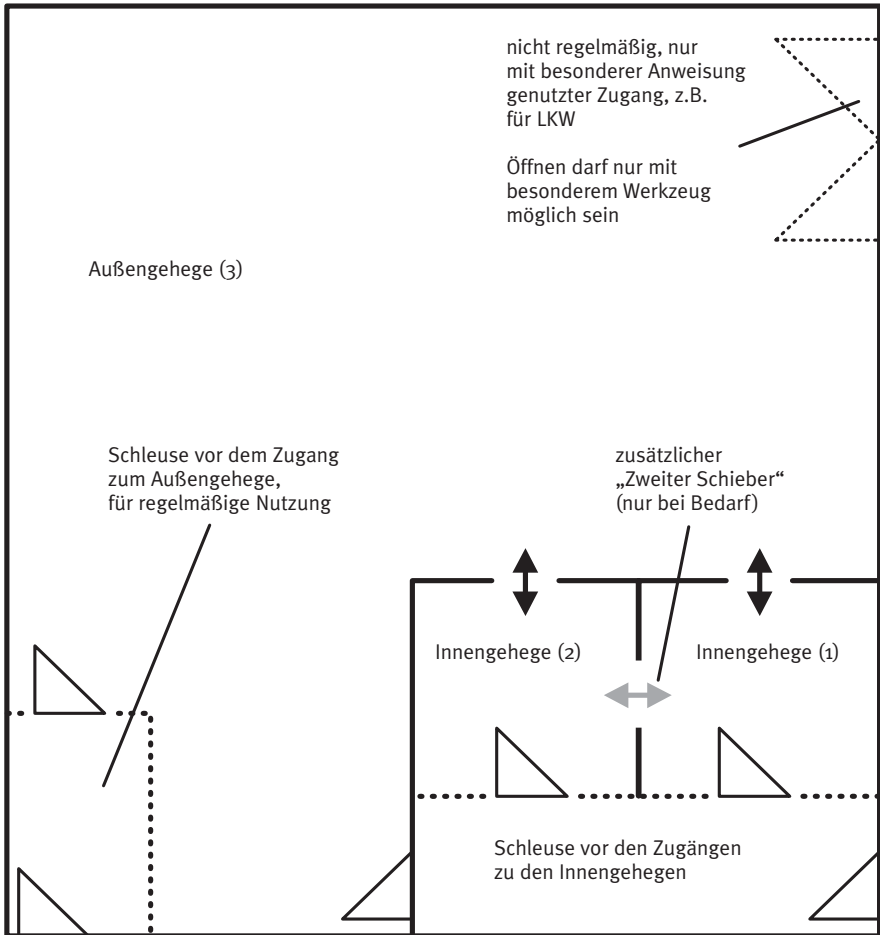 nicht regelmäßig, nur
mit besonderer Anweisung
genutzter Zugang, z.B.
für LKW
Öffnen darf nur mit
besonderem Werkzeug
möglich sein
Außengehege (3)
Schleuse vor dem Zugang
zum Außengehege,
für regelmäßige Nutzung
zusätzlicher
„Zweiter Schieber“
(nur bei Bedarf)
Innengehege (2)
Innengehege (1)
Schleuse vor den Zugängen
zu den Innengehegen